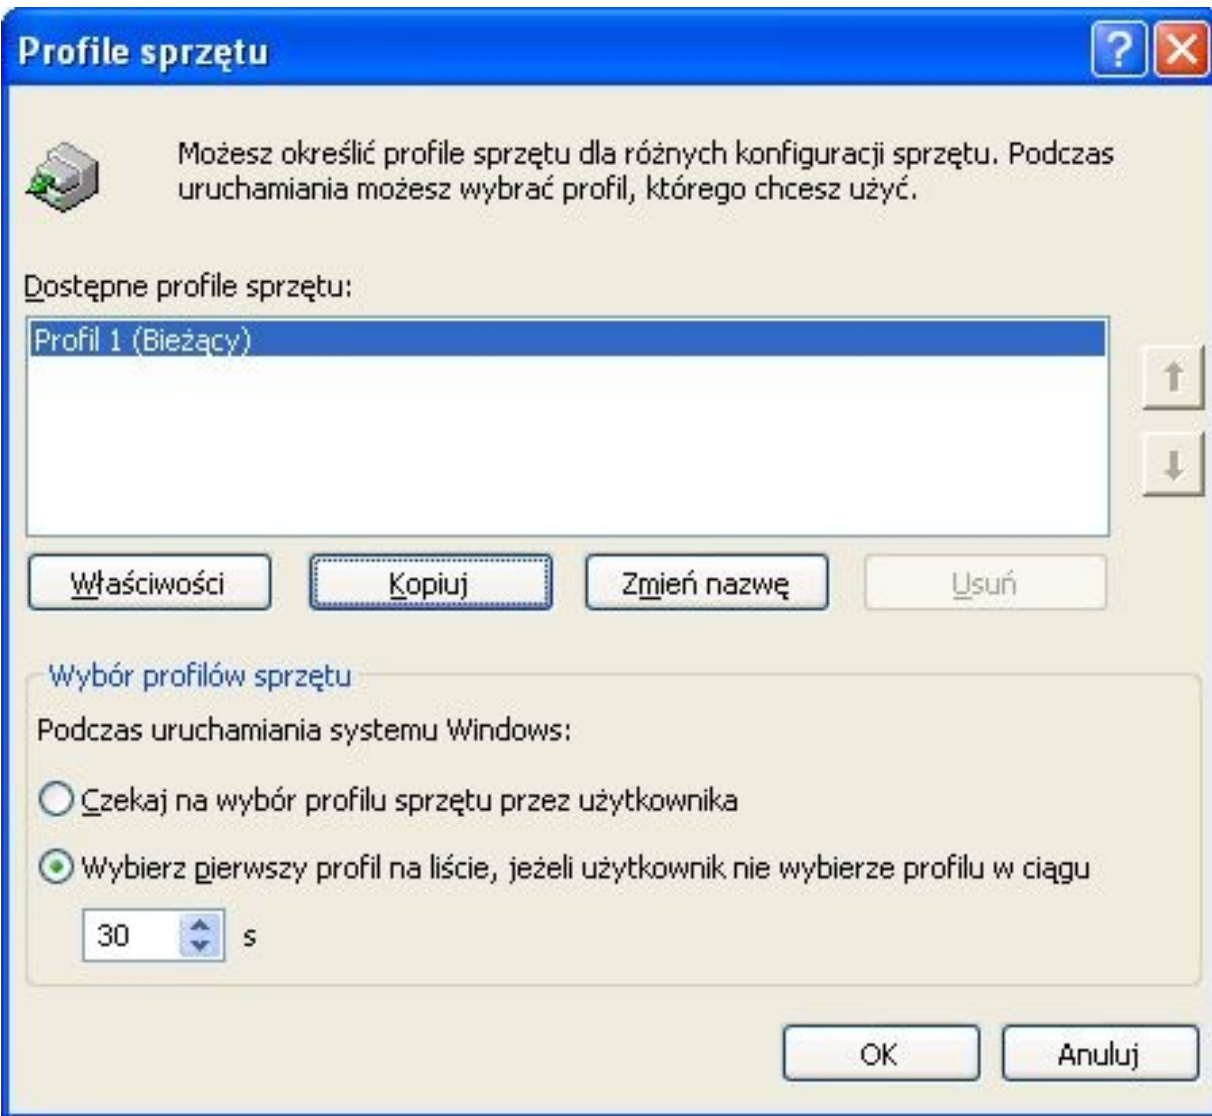 Profile sprzętu
Możesz określić profile sprzętu dla różnych konfiguracji sprzętu. Podczas
uruchamiania możesz wybrać profil, którego chcesz użyć.
Dostępne profile sprzętu:
Profil 1 (Bieżący)
Właściwości Kopiuj Zmień nazwę Usuń
Wybór profilów sprzętu
Podczas uruchamiania systemu Windows:
Czekaj na wybór profilu sprzętu przez użytkownika
Wybierz pierwszy profil na liście, jeżeli użytkownik nie wybierze profilu w ciągu
30 s
OK Anuluj